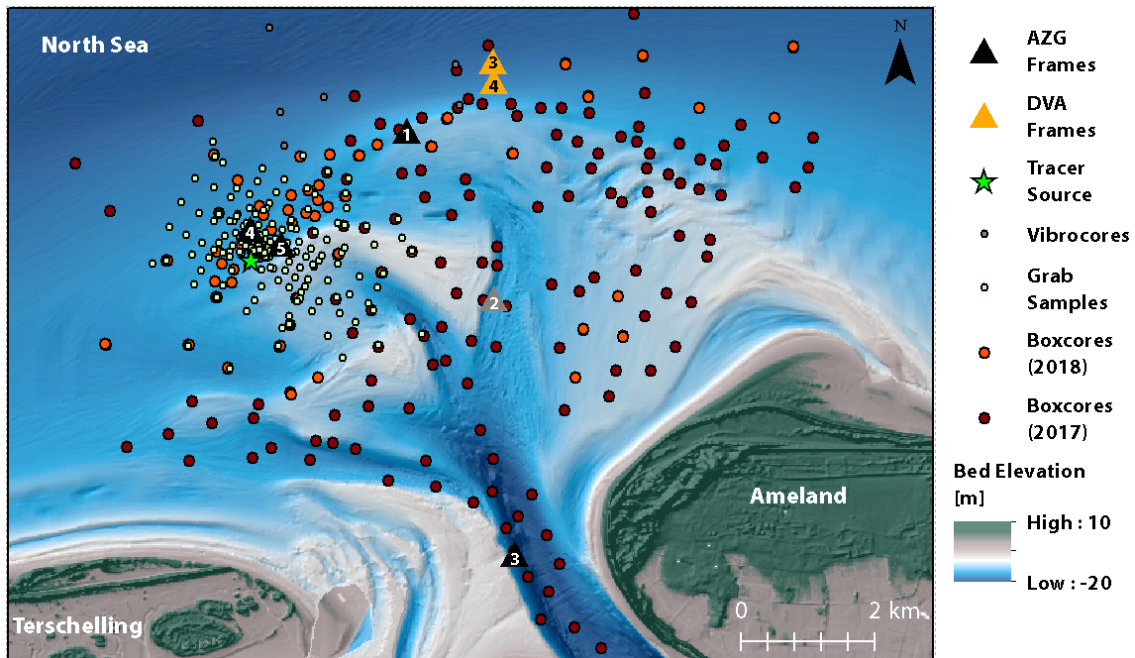 North Sea
N
3
4
1
4
5
2
3
Ameland
Terschelling
0
2 km
AZG
Frames
DVA
Frames
Tracer
Source
Vibrocores
Grab
Samples
Boxcores
(2018)
Boxcores
(2017)
Bed Elevation
[m]
High : 10
Low : -20